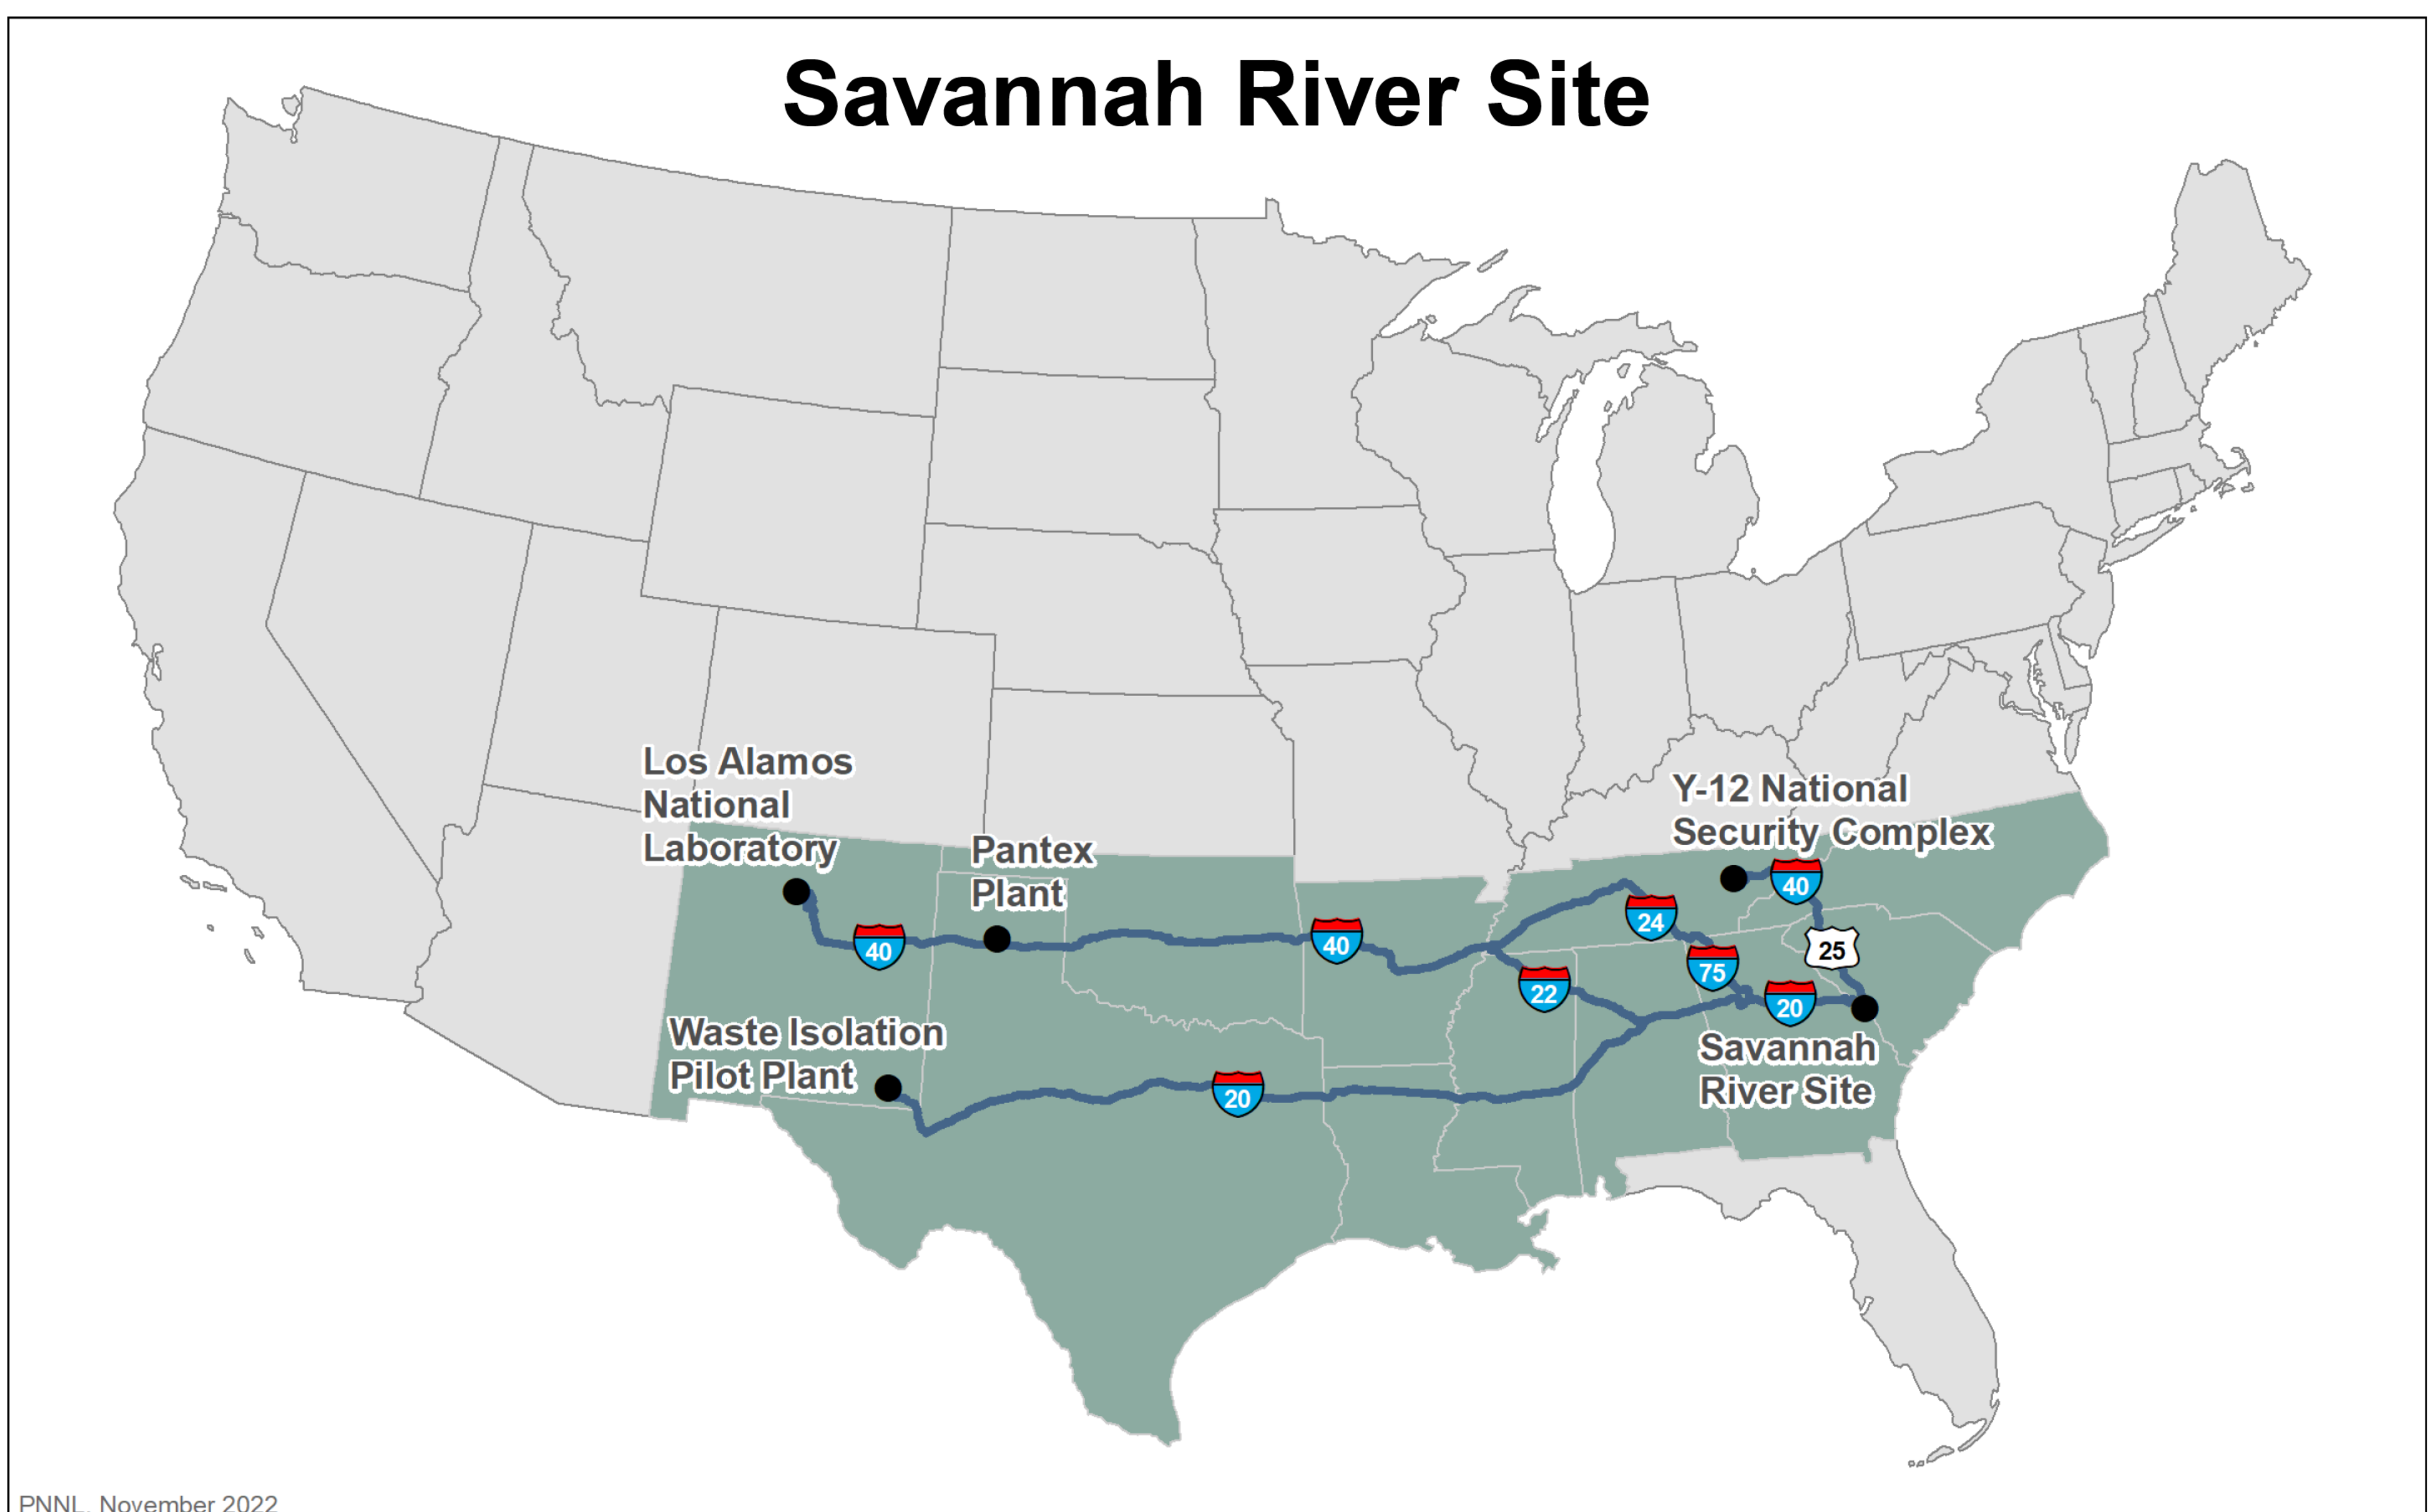 Savannah River Site
Los Alamos
National
Laboratory
Pantex
Plant
Y-12 National
Security Complex
40
40
40
24
25
75
22
20
Waste Isolation
Pilot Plant
20
Savannah
River Site
PNNL, November 2022